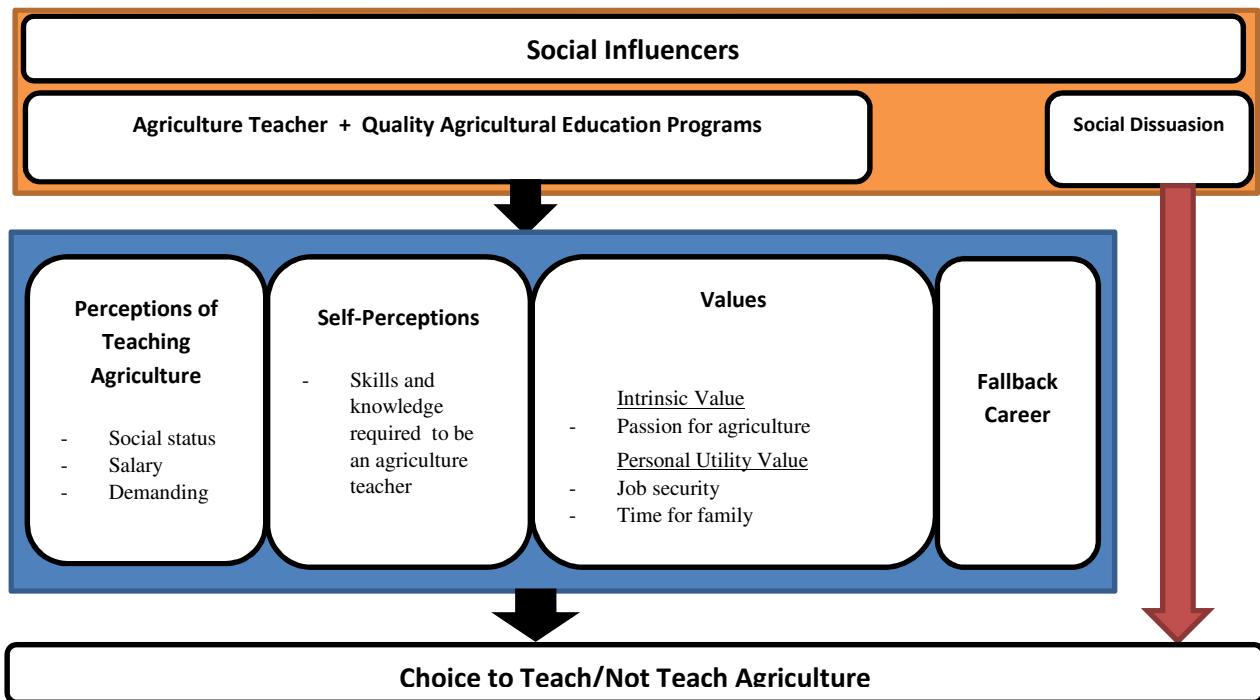 Social Influencers
Agriculture Teacher + Quality Agricultural Education Programs
Social Dissuasion
Perceptions of
Teaching
Agriculture
- Social status
- Salary
- Demanding
Self-Perceptions
- Skills and
knowledge
required to be
an agriculture
teacher
Values
Intrinsic Value
- Passion for agriculture
Personal Utility Value
- Job security
- Time for family
Fallback
Career
Choice to Teach/Not Teach Agriculture